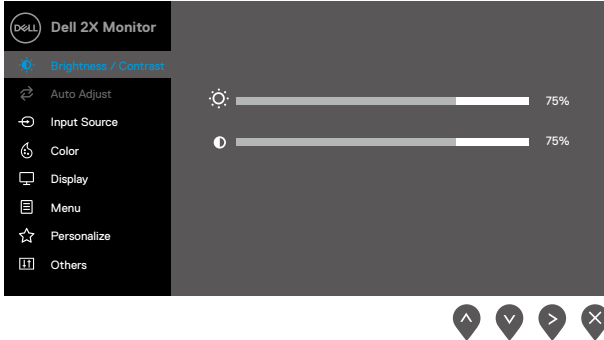 DELL Dell 2X Monitor
Brightness / Contrast
Auto Adjust
75%
Input Source
75%
Color
Display
Menu
Personalize
Others